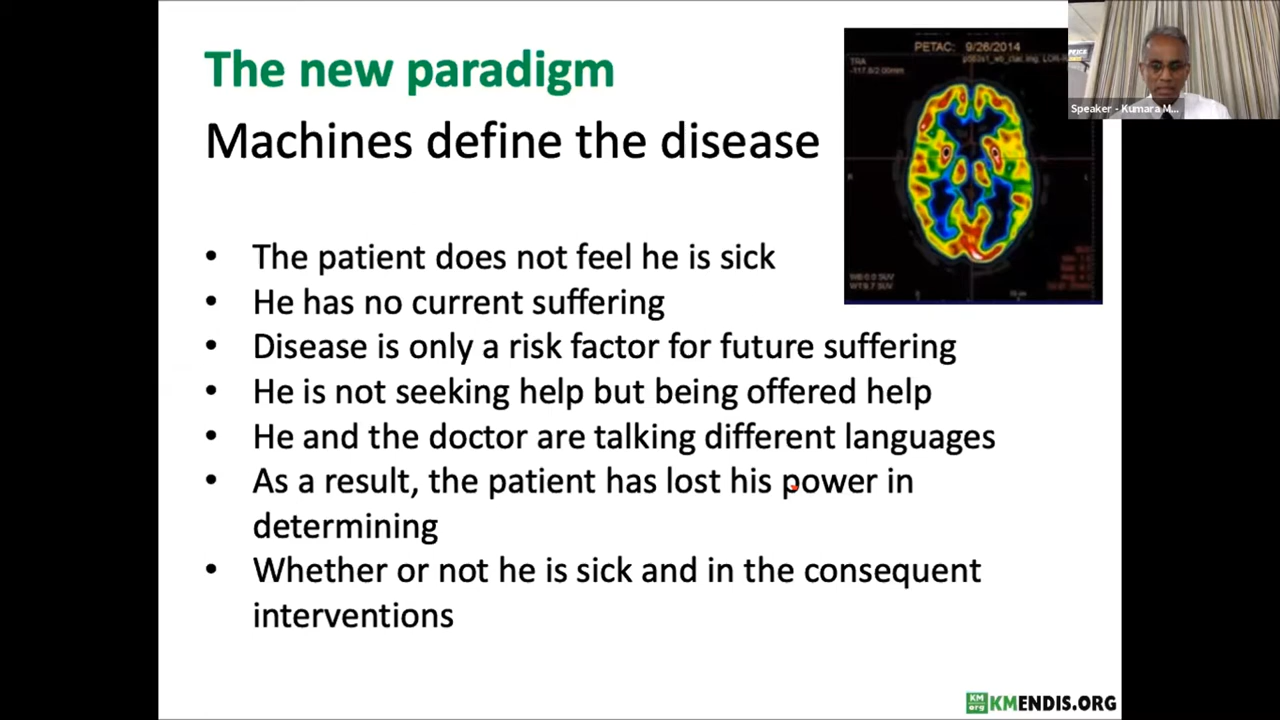 The new paradigm
Machines define the disease
• The patient does not feel he is sick
• He has no current suffering
• Disease is only a risk factor for future suffering
• He is not seeking help but being offered help
• He and the doctor are talking different languages
• As a result, the patient has lost his power in
determining
• Whether or not he is sick and in the consequent
interventions
PETAC: 9/26/2014
TRA
Speaker - Kumara M...
KM
org
KMENDIS.ORG